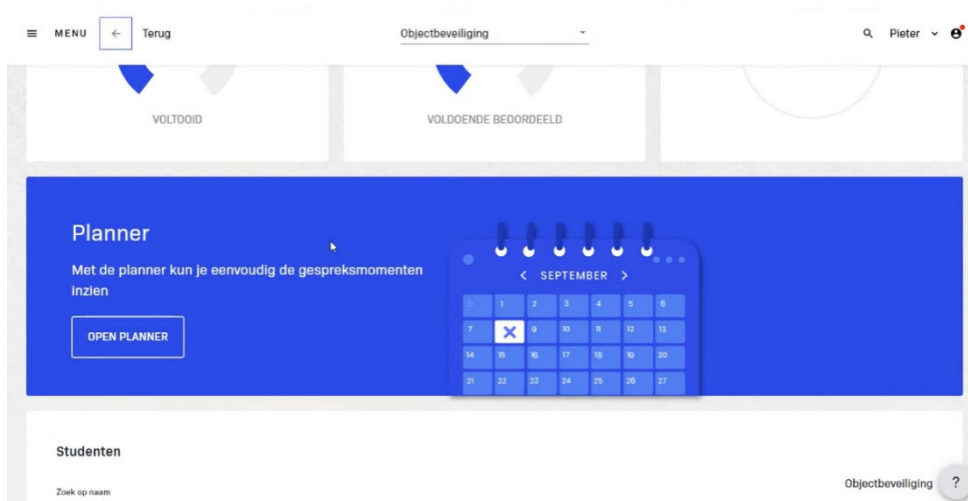 MENU
Terug
Objectbeveiliging
Pieter
VOLTOOID
VOLDOENDE BEOORDEELD
Planner
Met de planner kun je eenvoudig de gespreksmomenten
inzien
OPEN PLANNER
< SEPTEMBER >
31 1 2 3 4 5 6
7 9 10 11 12 13
14 15 16 17 18 19 20
21 22 23 24 25 26 27
Studenten
Zoek op naam
Objectbeveiliging
?